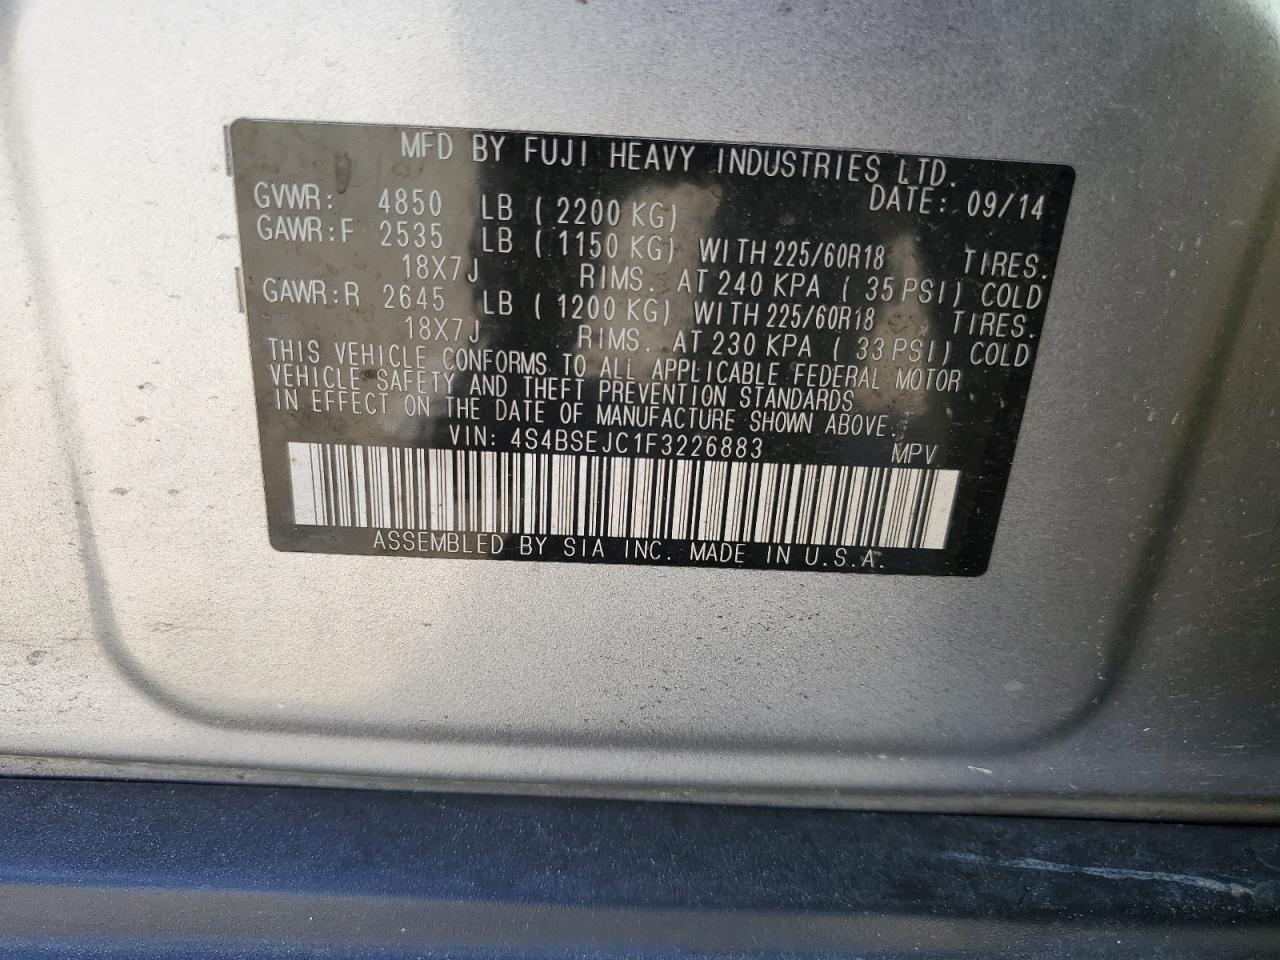 MFD BY FUJI HEAVY INDUSTRIES LTD.
DATE: 09/14
GVWR: 4850 LB ( 2200 KG)
GAWR:F 2535 LB ( 1150 KG) WITH 225/60R18 TIRES.
18X7J RIMS. AT 240 KPA ( 35 PSI) COLD
GAWR:R 2645 LB ( 1200 KG) WITH 225/60R18 TIRES.
18X7J RIMS. AT 230 KPA ( 33 PSI) COLD
THIS VEHICLE CONFORMS TO ALL APPLICABLE FEDERAL MOTOR
VEHICLE SAFETY AND THEFT PREVENTION STANDARDS
IN EFFECT ON THE DATE OF MANUFACTURE SHOWN ABOVE.
VIN: 4S4BSEJC1F3226883 MPV
ASSEMBLED BY SIA INC. MADE IN U.S.A.